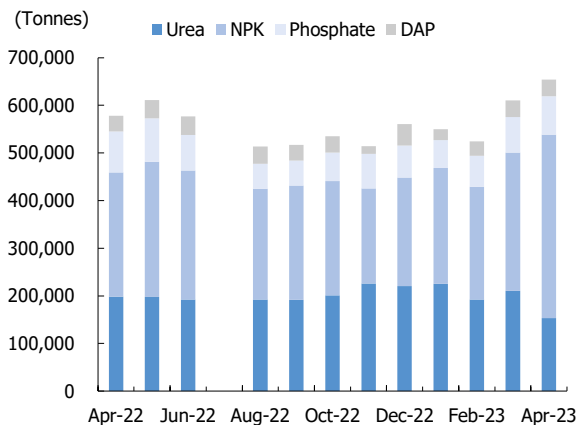 (Tonnes)
Urea NPK Phosphate DAP
700,000
600,000
500,000
400,000
300,000
200,000
100,000
0
Apr-22 Jun-22 Aug-22 Oct-22 Dec-22 Feb-23 Apr-23